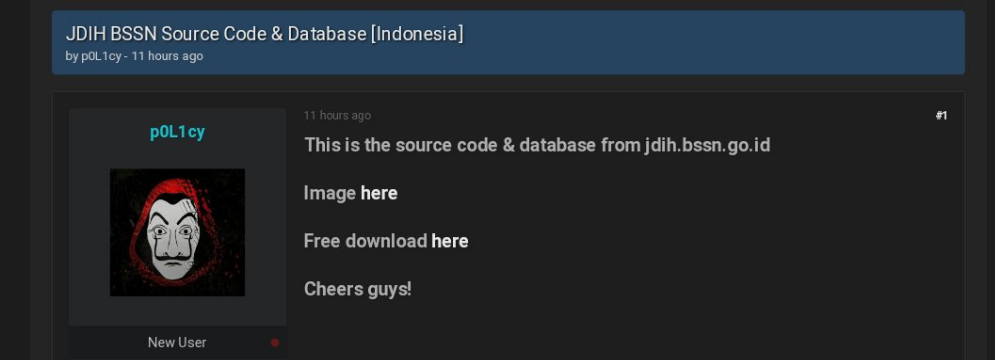 JDIH BSSN Source Code & Database [Indonesia]
by p0L1cy - 11 hours ago
p0L1cy
11 hours ago
#1
This is the source code & database from jdih.bssn.go.id
Image here
Free download here
Cheers guys!
New User